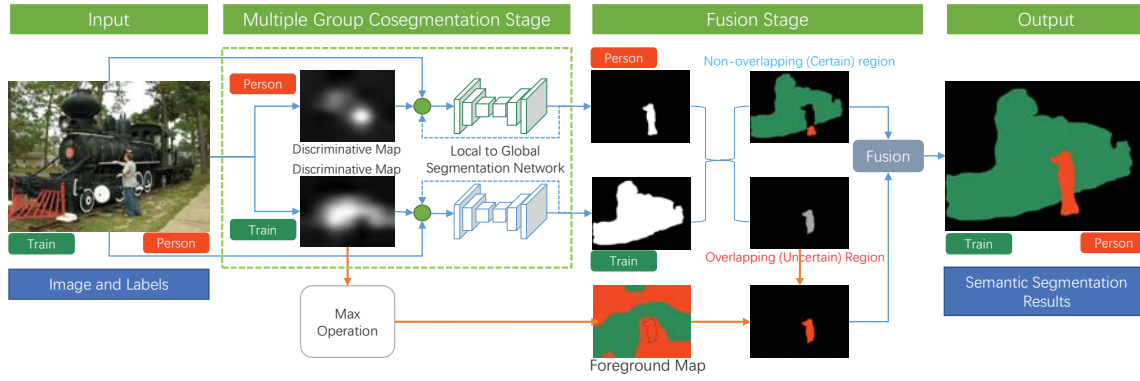 Input
Multiple Group Cosegmentation Stage
Fusion Stage
Output
Person
Person
Non-overlapping (Certain) region
Discriminative Map
Discriminative Map
Local to Global
Segmentation Network
Fusion
Train
Person
Train
Train
Overlapping (Uncertain) Region
Train
Person
Image and Labels
Max
Operation
Semantic Segmentation
Results
Foreground Map